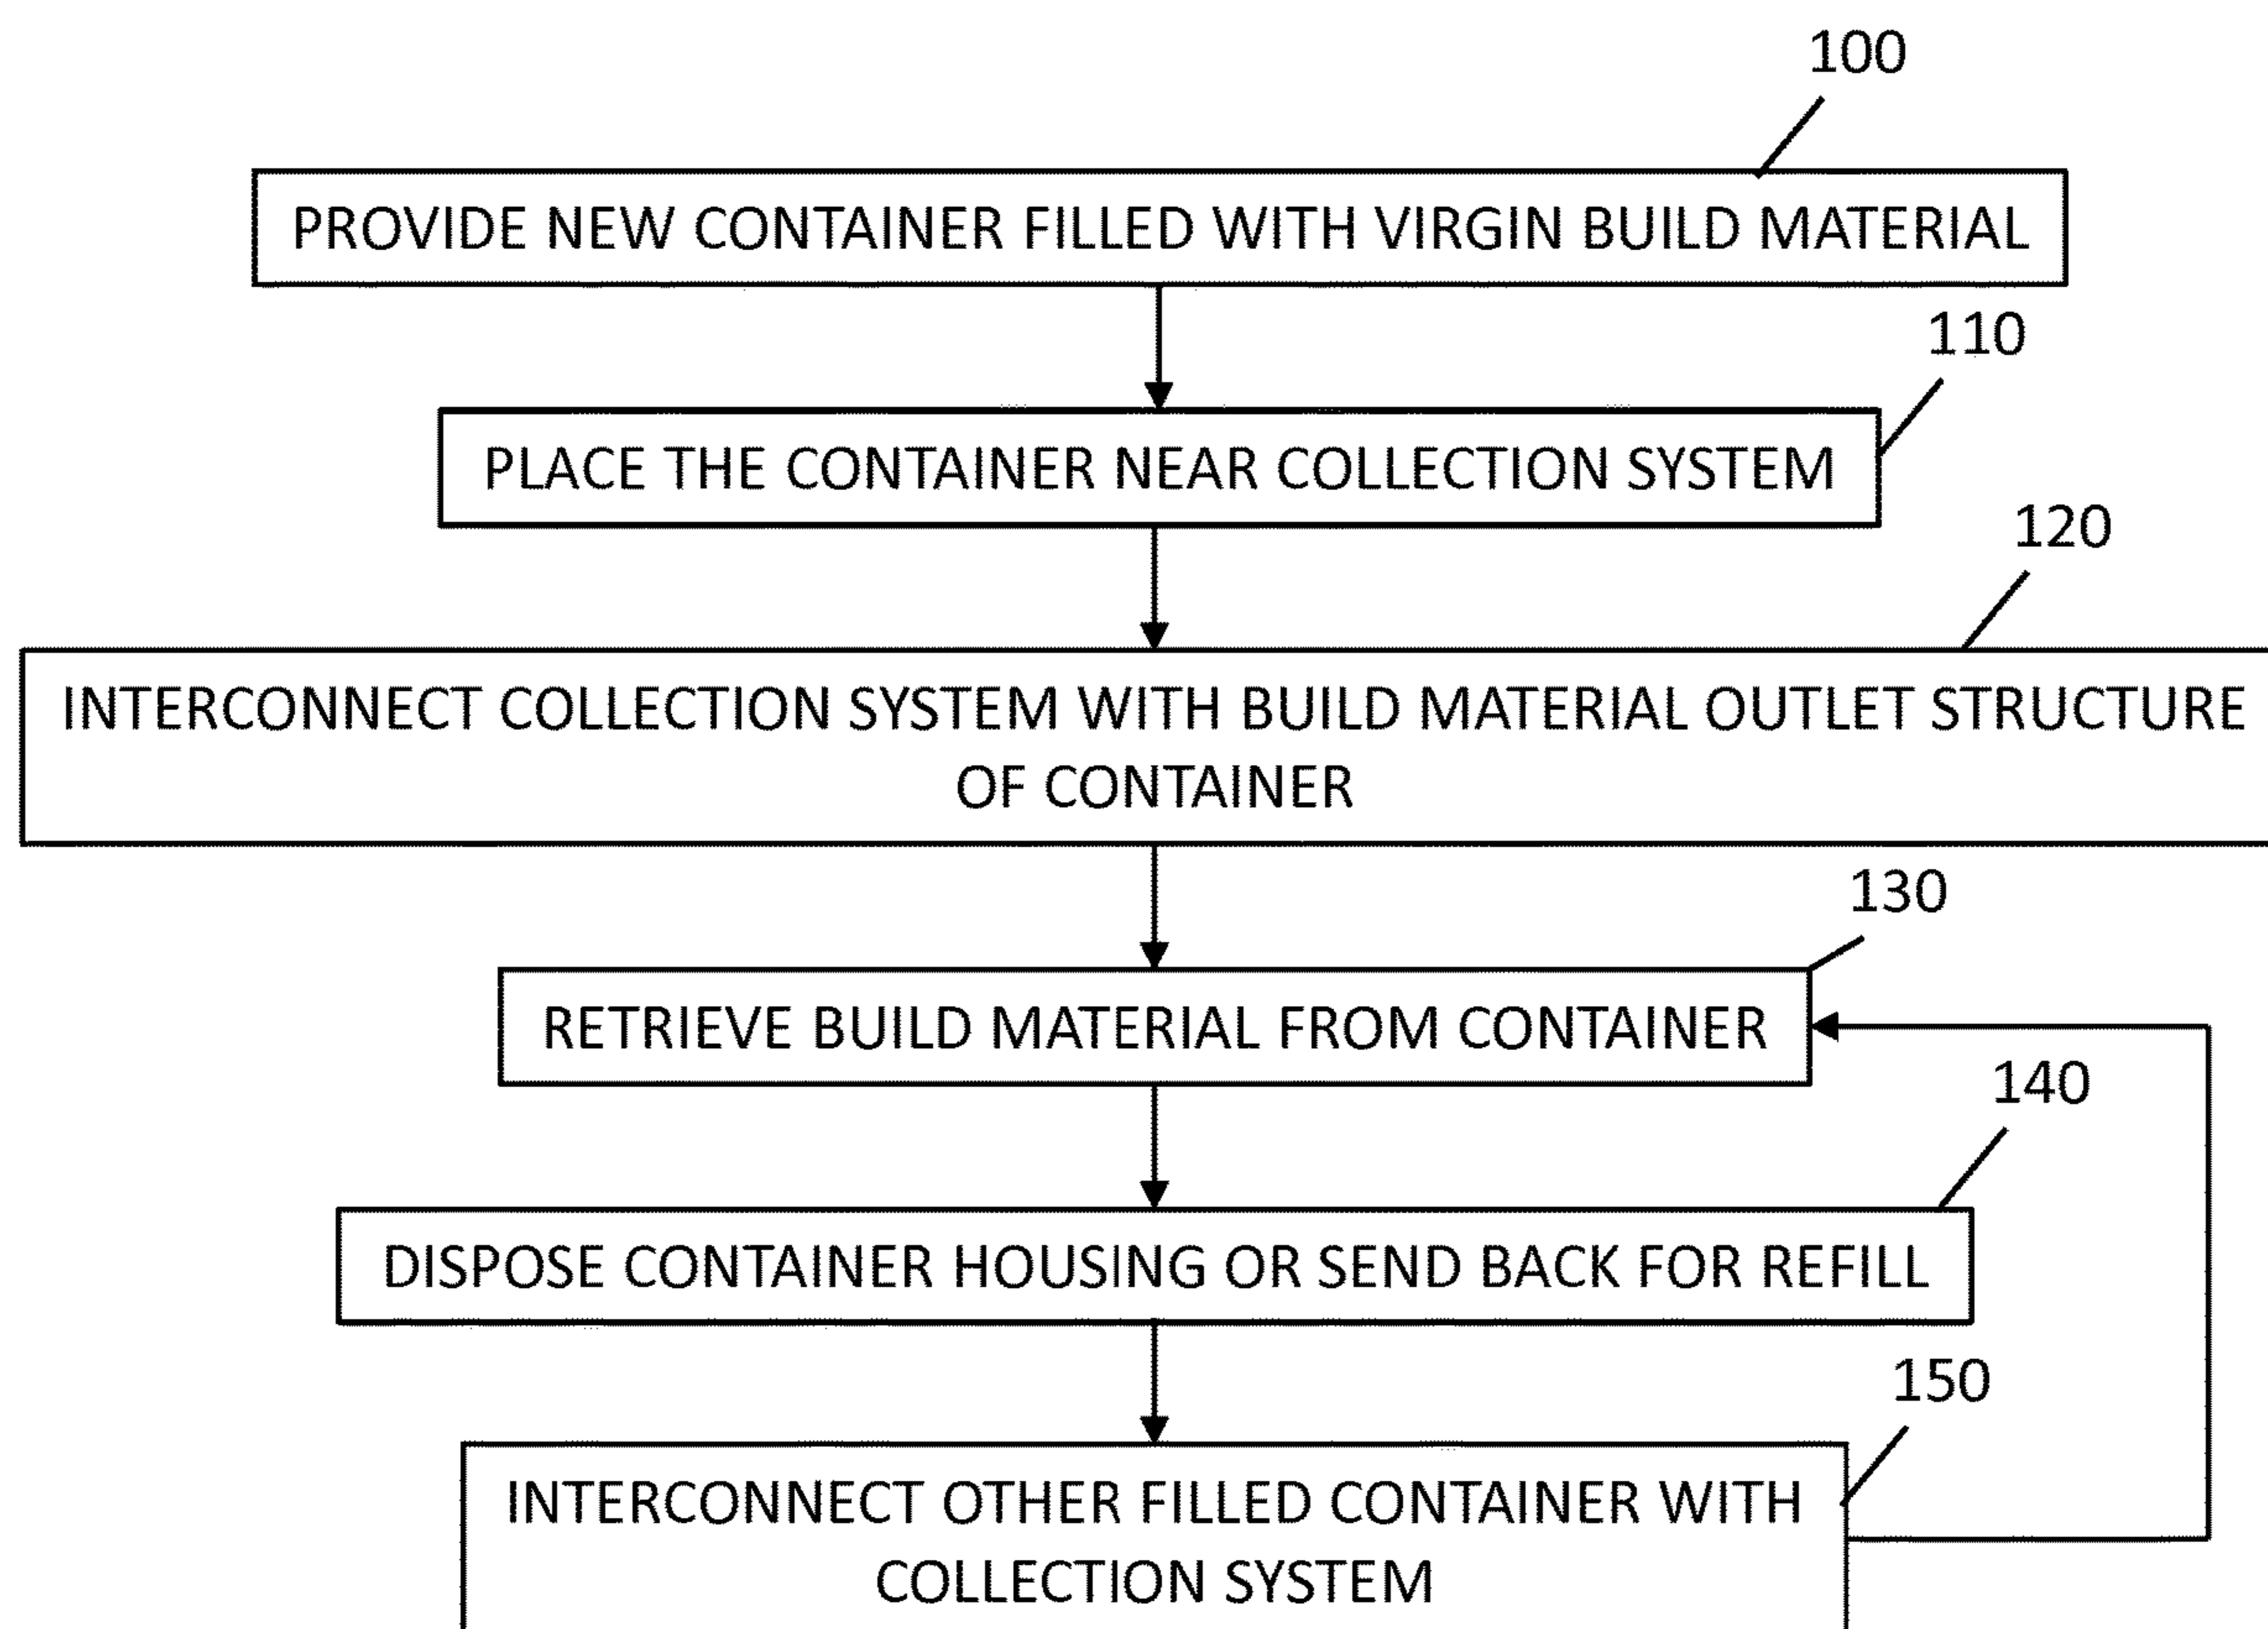 100
PROVIDE NEW CONTAINER FILLED WITH VIRGIN BUILD MATERIAL
110
PLACE THE CONTAINER NEAR COLLECTION SYSTEM
120
INTERCONNECT COLLECTION SYSTEM WITH BUILD MATERIAL OUTLET STRUCTURE
OF CONTAINER
130
RETRIEVE BUILD MATERIAL FROM CONTAINER
140
DISPOSE CONTAINER HOUSING OR SEND BACK FOR REFILL
150
INTERCONNECT OTHER FILLED CONTAINER WITH
COLLECTION SYSTEM